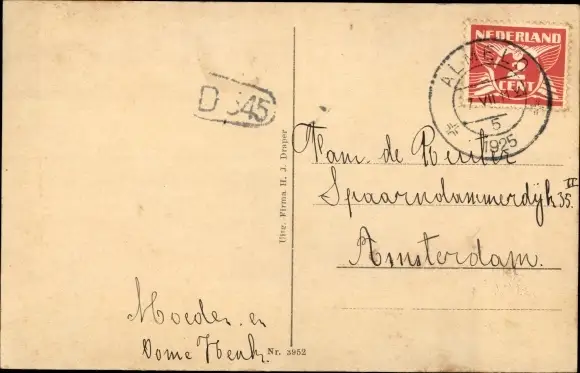 NEDERLAND
2
CENT
ALMELO
VII
5
1925
D 345
Fam. de Ruiter
Spaarndammerdijk 35 II
Amsterdam.
Uitg. Firma H. J. Draper
Moeder en
Oome Henk.
Nr. 3952